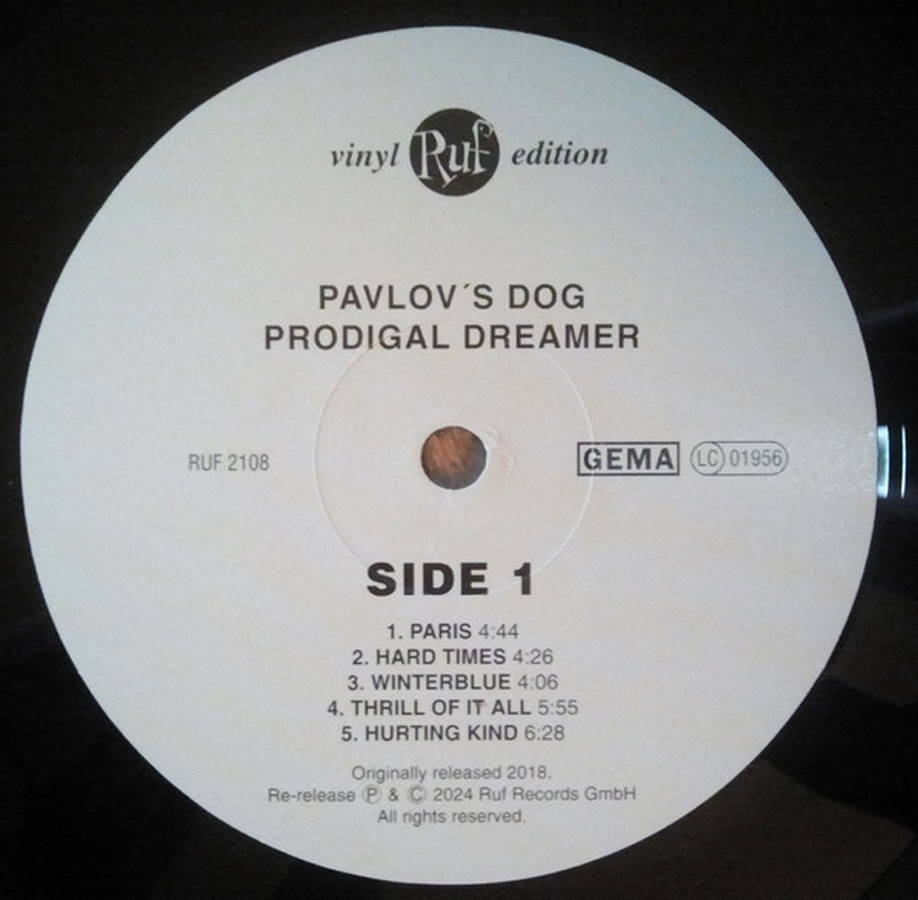 vinyl Ruf edition
PAVLOV´S DOG
PRODIGAL DREAMER
RUF 2108 GEMA LC 01956
SIDE 1
1. PARIS 4:44
2. HARD TIMES 4:26
3. WINTERBLUE 4:06
4. THRILL OF IT ALL 5:55
5. HURTING KIND 6:28
Originally released 2018.
Re-release Ⓟ & Ⓒ 2024 Ruf Records GmbH
All rights reserved.